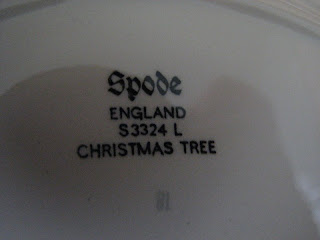 Spode
ENGLAND
S3324 L
CHRISTMAS TREE